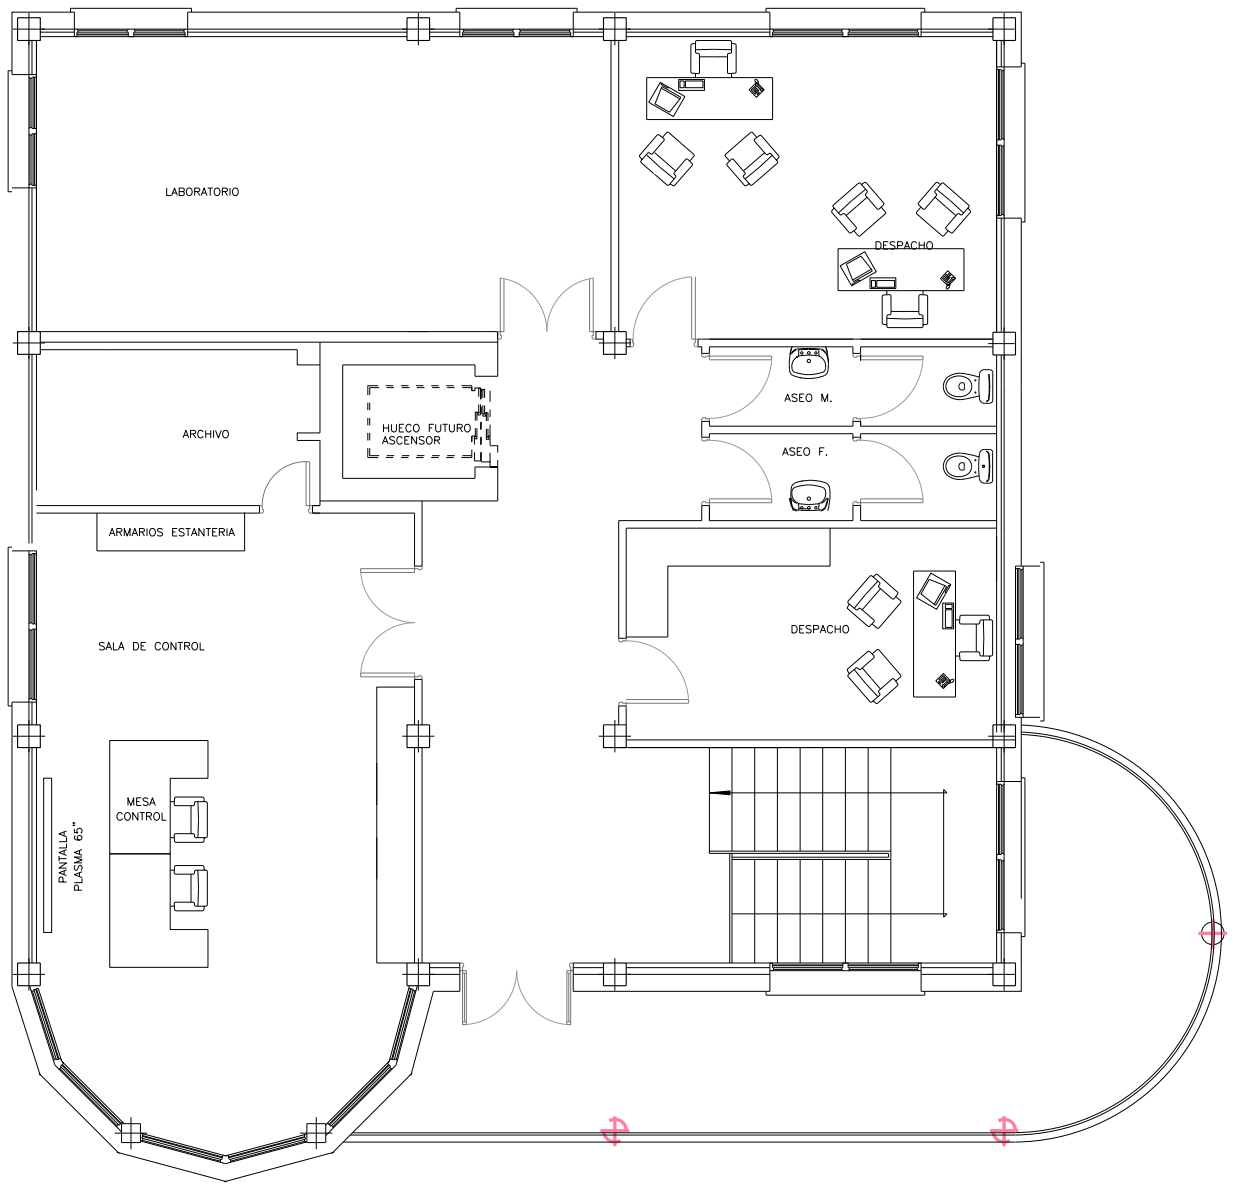 LABORATORIO
DESPACHO
ASEO M.
ARCHIVO
HUECO FUTURO
ASCENSOR
ASEO F.
ARMARIOS ESTANTERIA
DESPACHO
SALA DE CONTROL
MESA
CONTROL
PANTALLA
PLASMA 65"